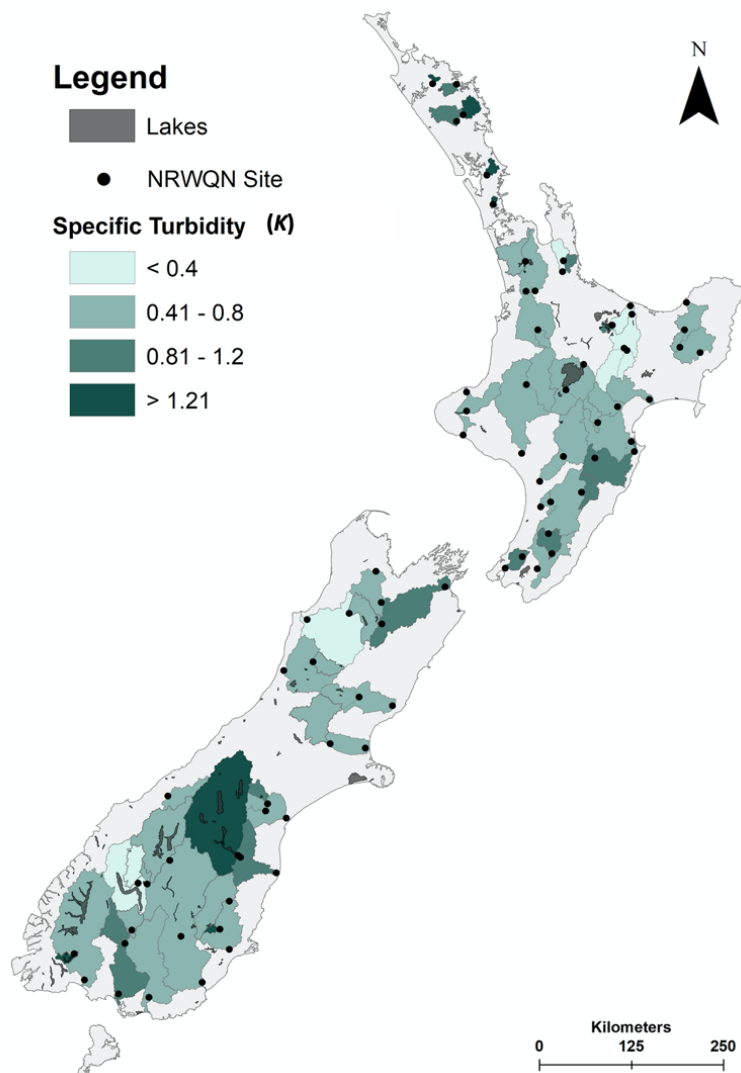 N
Legend
Lakes
NRWQN Site
Specific Turbidity (K)
< 0.4
0.41 - 0.8
0.81 - 1.2
> 1.21
Kilometers
0 125 250